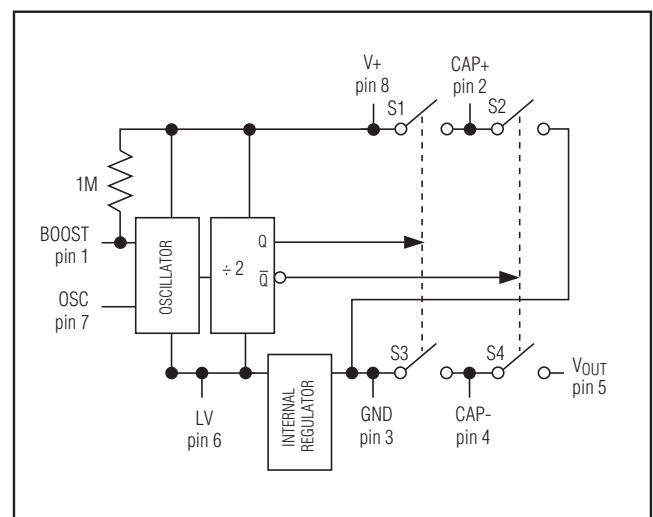 V+
pin 8
CAP+
pin 2
S1
S2
1M
BOOST
pin 1
OSCILLATOR
÷ 2
Q
Q̅
OSC
pin 7
S3
S4
VOUT
pin 5
LV
pin 6
INTERNAL
REGULATOR
GND
pin 3
CAP-
pin 4